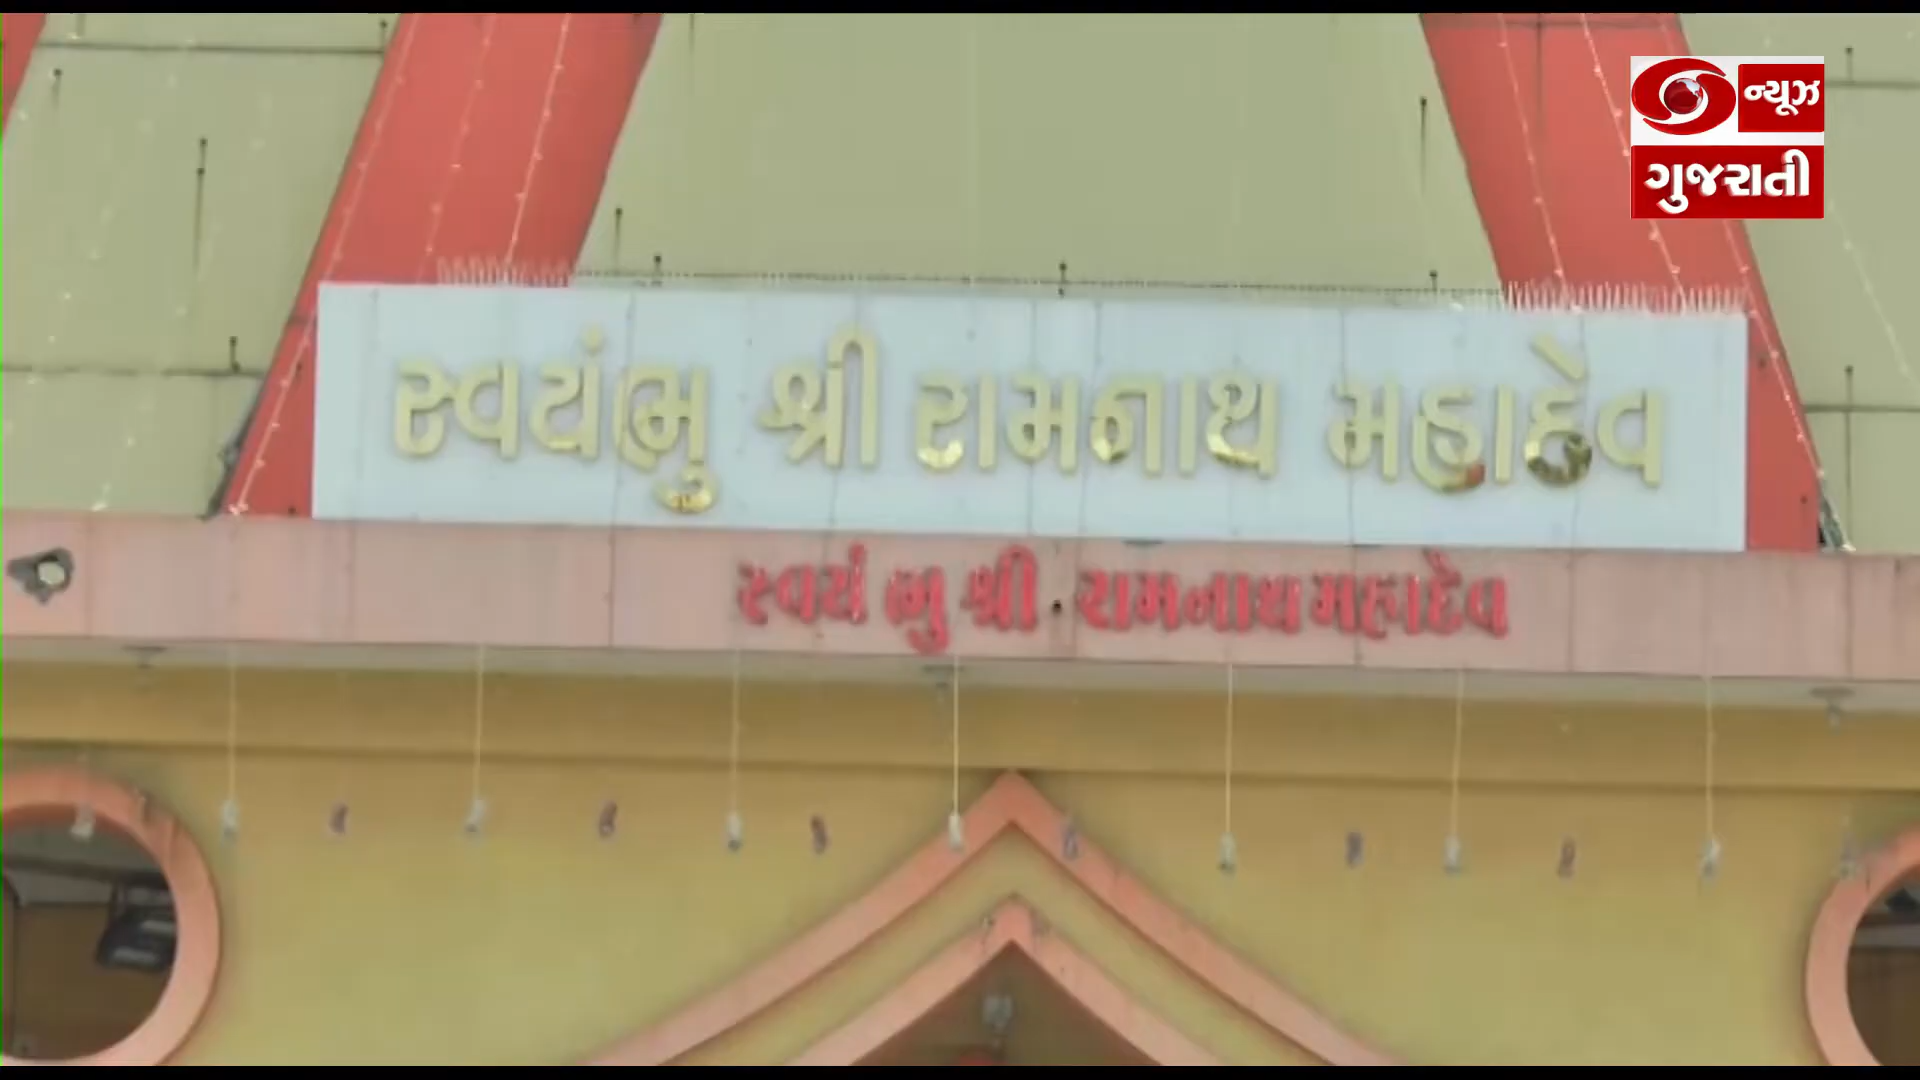 ન્યૂઝ
ગુજરાતી
સ્વયંભુ શ્રી રામનાથ મહાદેવ
સ્વયંભુ શ્રી રામનાથ મહાદેવ